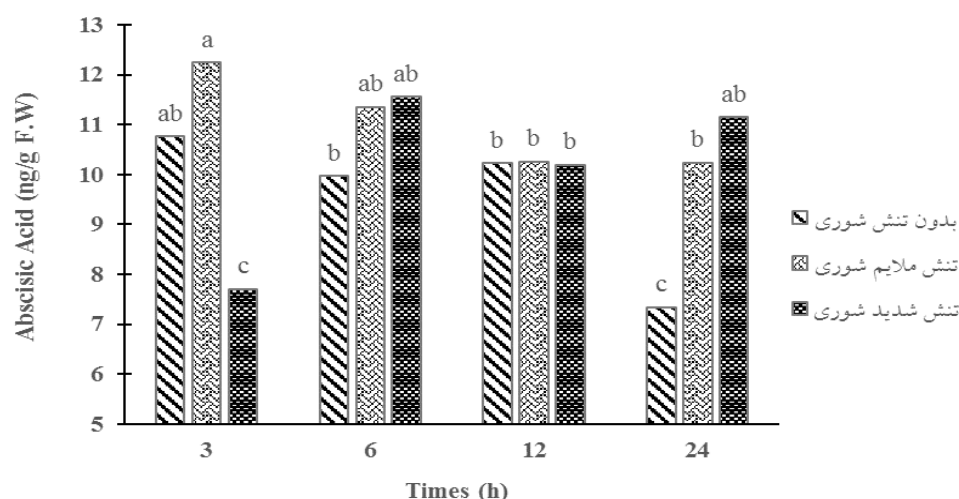 Abscisic Acid (ng/g F.W)
13
12
11
10
9
8
7
6
5
ab
a
c
b
ab
ab
b
b
b
c
b
ab
3
6
12
24
Times (h)
بدون تنش شوری
تنش ملایم شوری
تنش شدید شوری